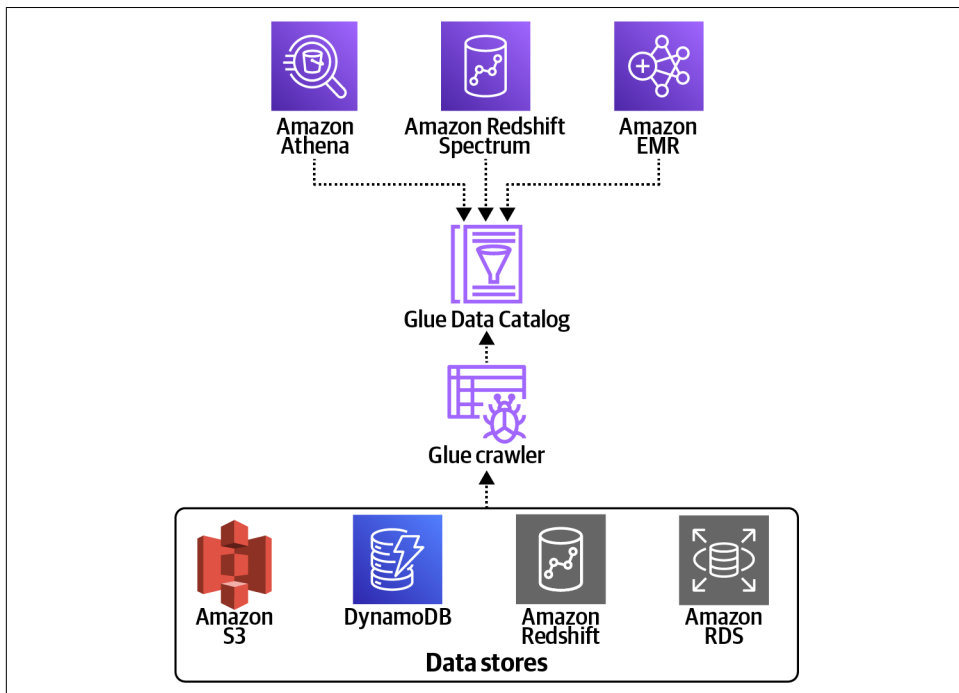 Amazon
Athena
Amazon Redshift
Spectrum
Amazon
EMR
Glue Data Catalog
Glue crawler
Amazon
S3
DynamoDB
Amazon
Redshift
Amazon
RDS
Data stores